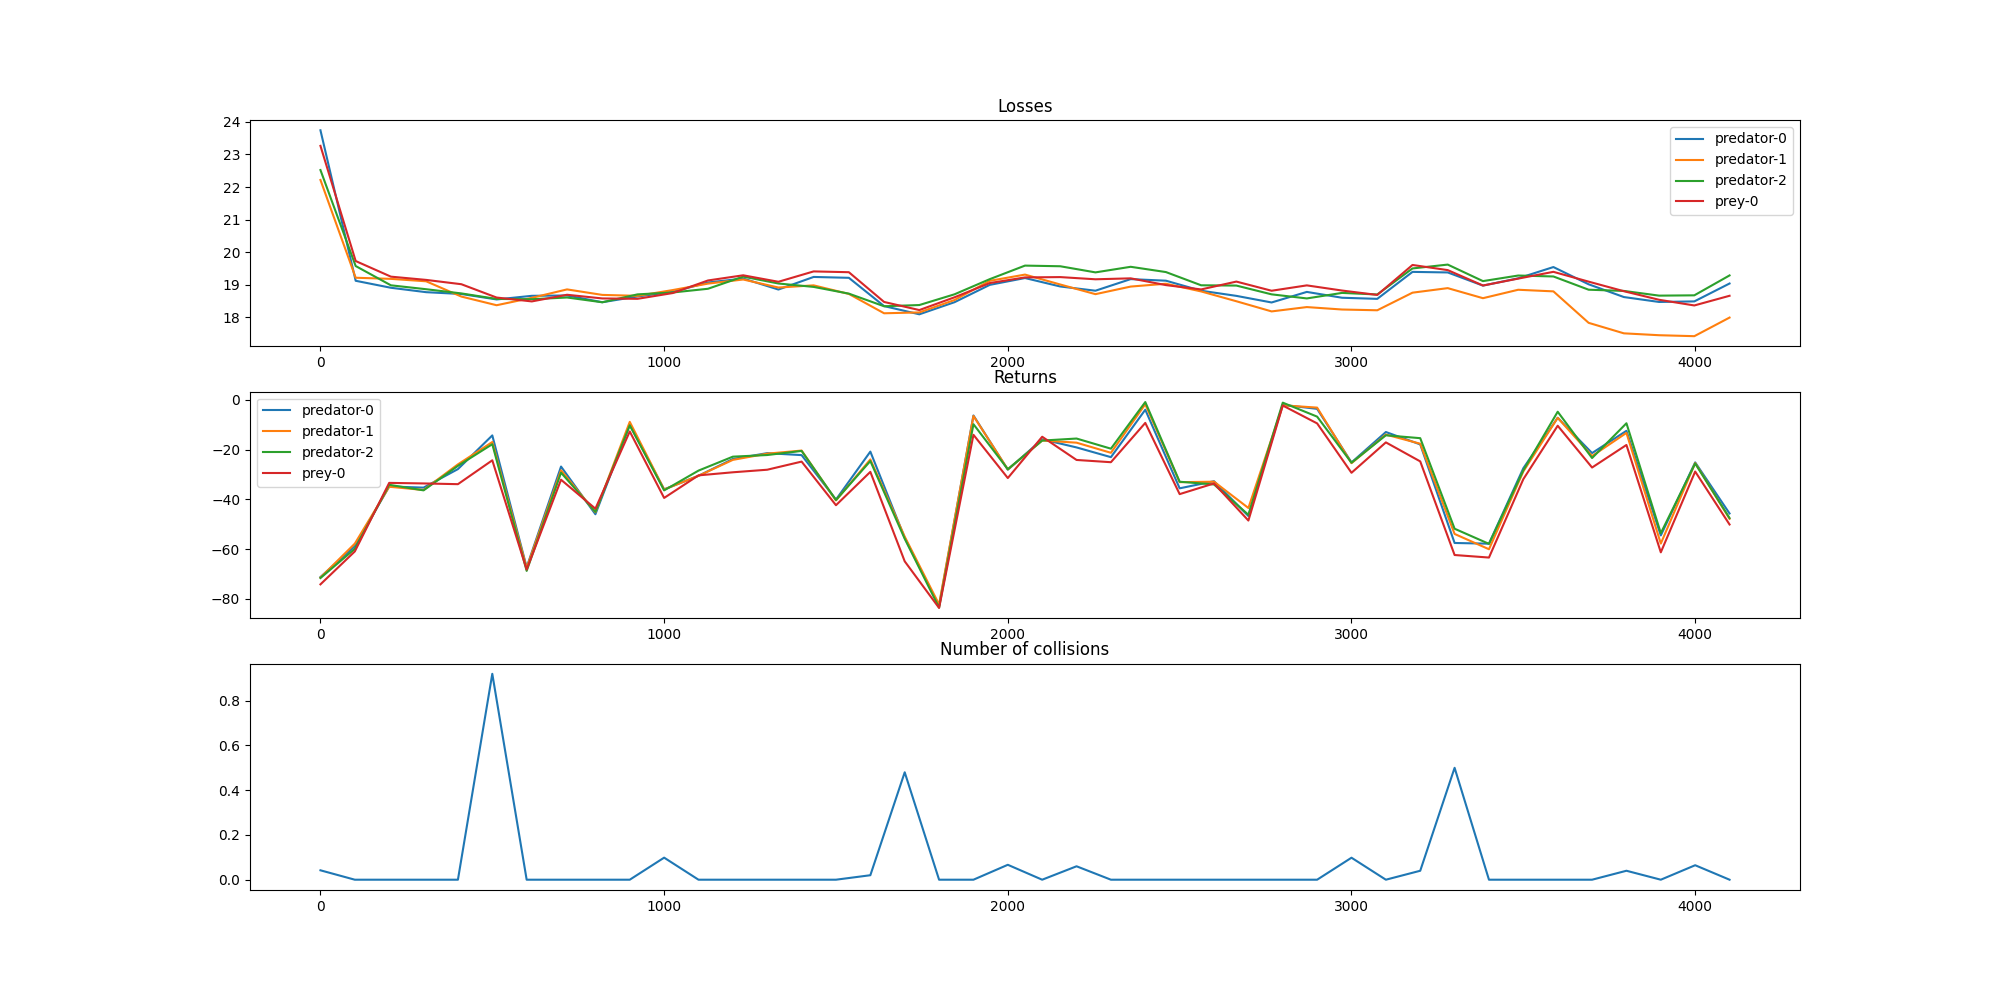 Losses
24
23
22
21
20
19
18
predator-0
predator-1
predator-2
prey-0
0 1000 2000 3000 4000
Returns
0
−20
−40
−60
−80
predator-0
predator-1
predator-2
prey-0
0 1000 2000 3000 4000
Number of collisions
0.8
0.6
0.4
0.2
0.0
0 1000 2000 3000 4000